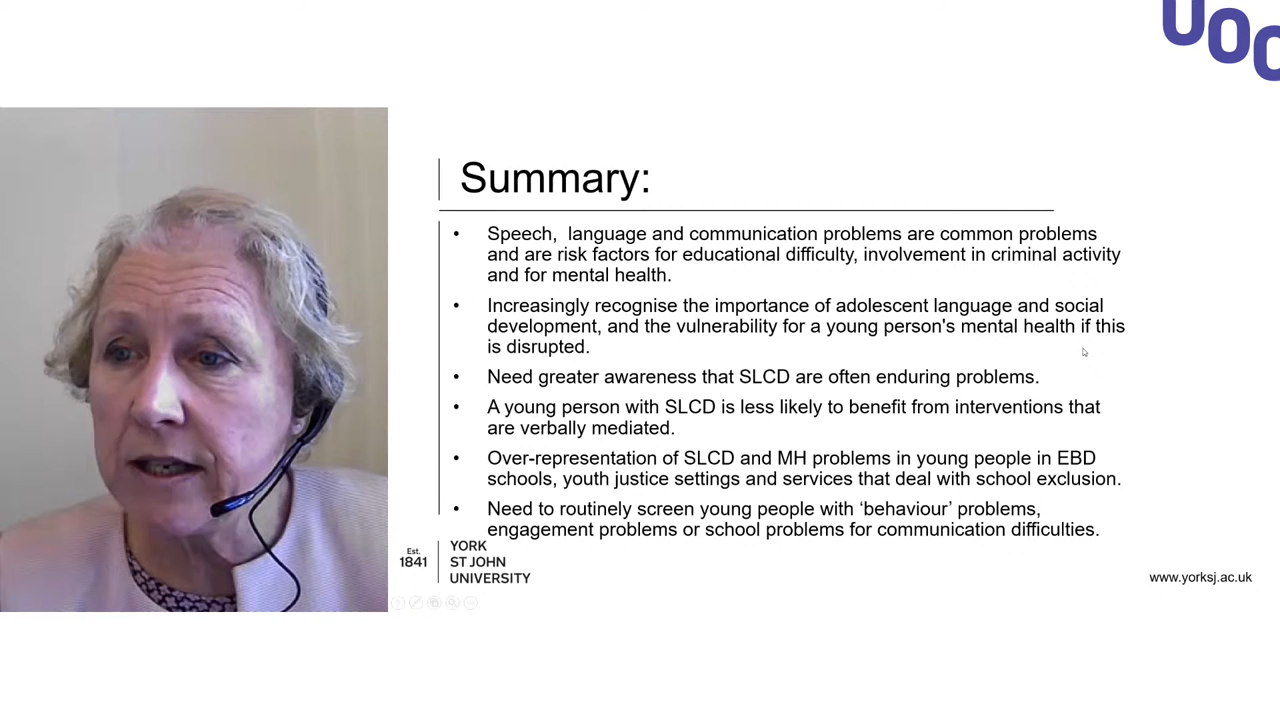 UOC
Summary:
• Speech, language and communication problems are common problems
and are risk factors for educational difficulty, involvement in criminal activity
and for mental health.
• Increasingly recognise the importance of adolescent language and social
development, and the vulnerability for a young person's mental health if this
is disrupted.
• Need greater awareness that SLCD are often enduring problems.
• A young person with SLCD is less likely to benefit from interventions that
are verbally mediated.
• Over-representation of SLCD and MH problems in young people in EBD
schools, youth justice settings and services that deal with school exclusion.
• Need to routinely screen young people with ‘behaviour’ problems,
engagement problems or school problems for communication difficulties.
Est.
1841
YORK
ST JOHN
UNIVERSITY
www.yorksj.ac.uk